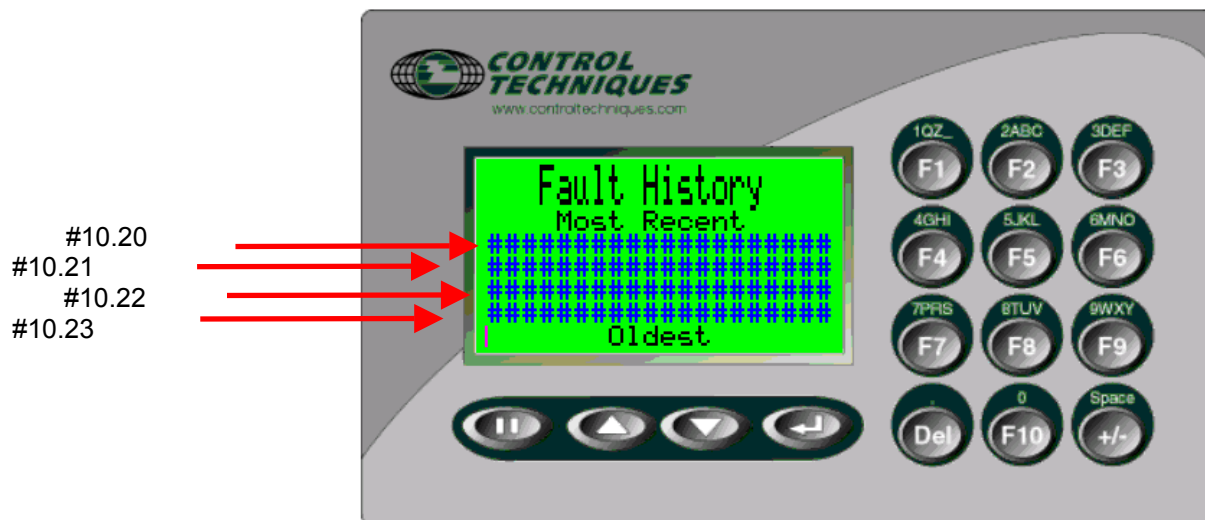 CONTROL
TECHNIQUES
www.controltechniques.com
Fault History
Most Recent
####################
####################
####################
####################
Oldest
#10.20
#10.21
#10.22
#10.23
1QZ_ 2ABC 3DEF
F1 F2 F3
4GHI 5JKL 6MNO
F4 F5 F6
7PRS 8TUV 9WXY
F7 F8 F9
. 0 Space
Del F10 +/-